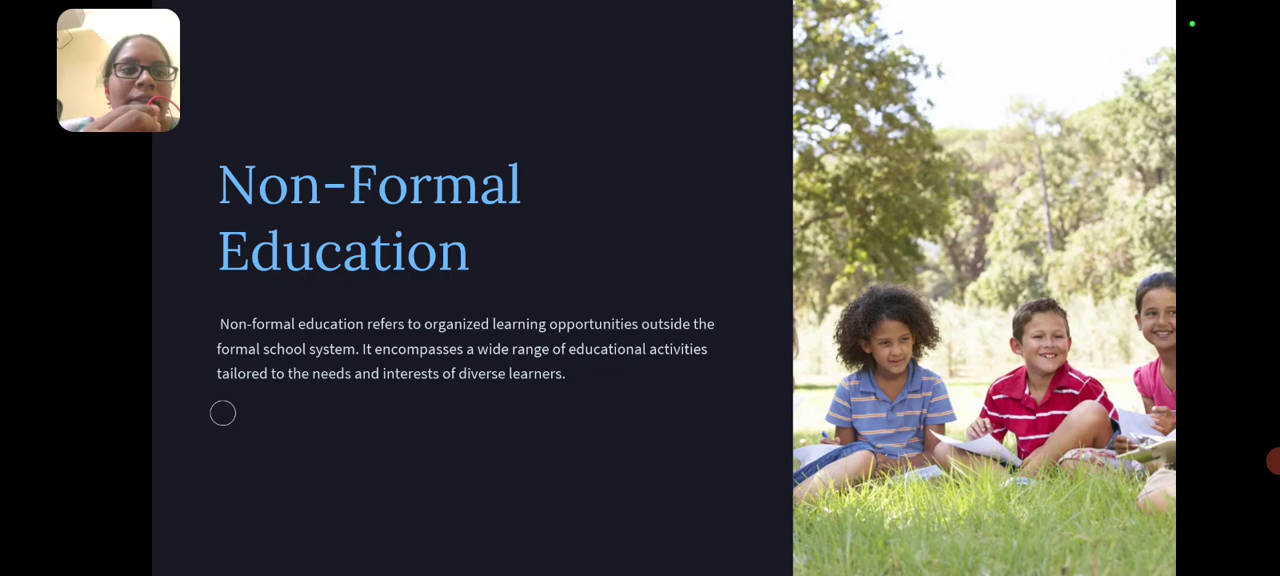 Non-Formal
Education
Non-formal education refers to organized learning opportunities outside the
formal school system. It encompasses a wide range of educational activities
tailored to the needs and interests of diverse learners.